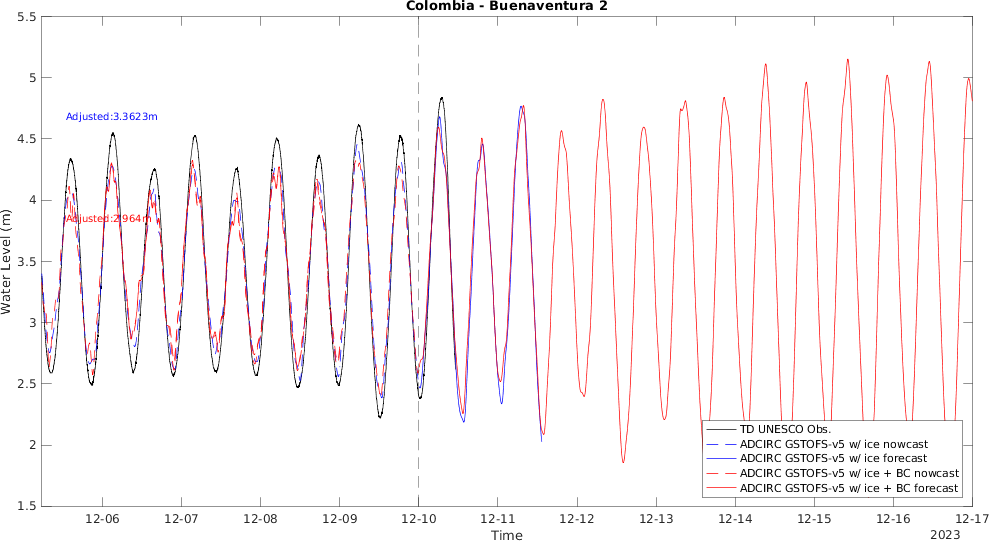 Colombia - Buenaventura 2
5.5
5
4.5
4
3.5
3
2.5
2
1.5
Water Level (m)
Adjusted:3.3623m
Adjusted:2.964m
TD UNESCO Obs.
ADCIRC GSTOFS-v5 w/ ice nowcast
ADCIRC GSTOFS-v5 w/ ice forecast
ADCIRC GSTOFS-v5 w/ ice + BC nowcast
ADCIRC GSTOFS-v5 w/ ice + BC forecast
12-06 12-07 12-08 12-09 12-10 12-11 12-12 12-13 12-14 12-15 12-16 12-17
Time
2023